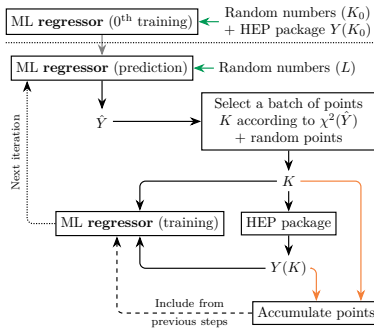 ML regressor (0th training)
Random numbers (K0)
+ HEP package Y(K0)
ML regressor (prediction)
Random numbers (L)
Ŷ
Select a batch of points
K according to χ²(Ŷ)
+ random points
Next iteration
K
ML regressor (training)
HEP package
Y(K)
Include from
previous steps
Accumulate points